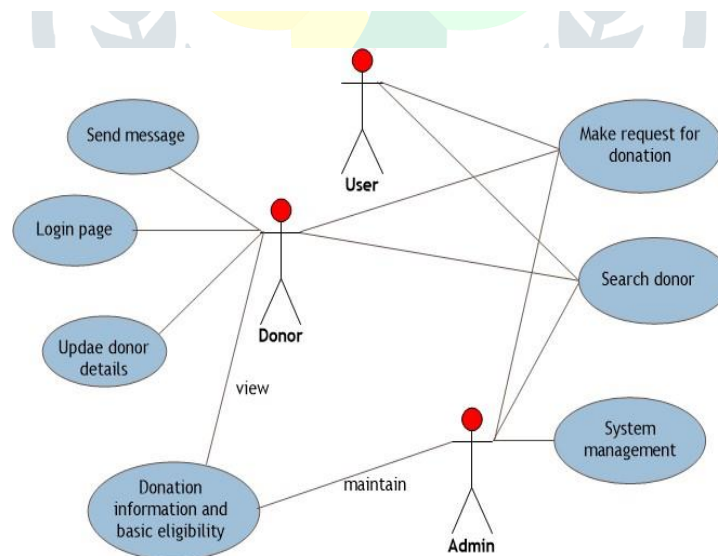 Send message
User
Make request for
donation
Login page
Donor
Search donor
Updae donor
details
view
System
management
Donation
information and
basic eligibility
maintain
Admin